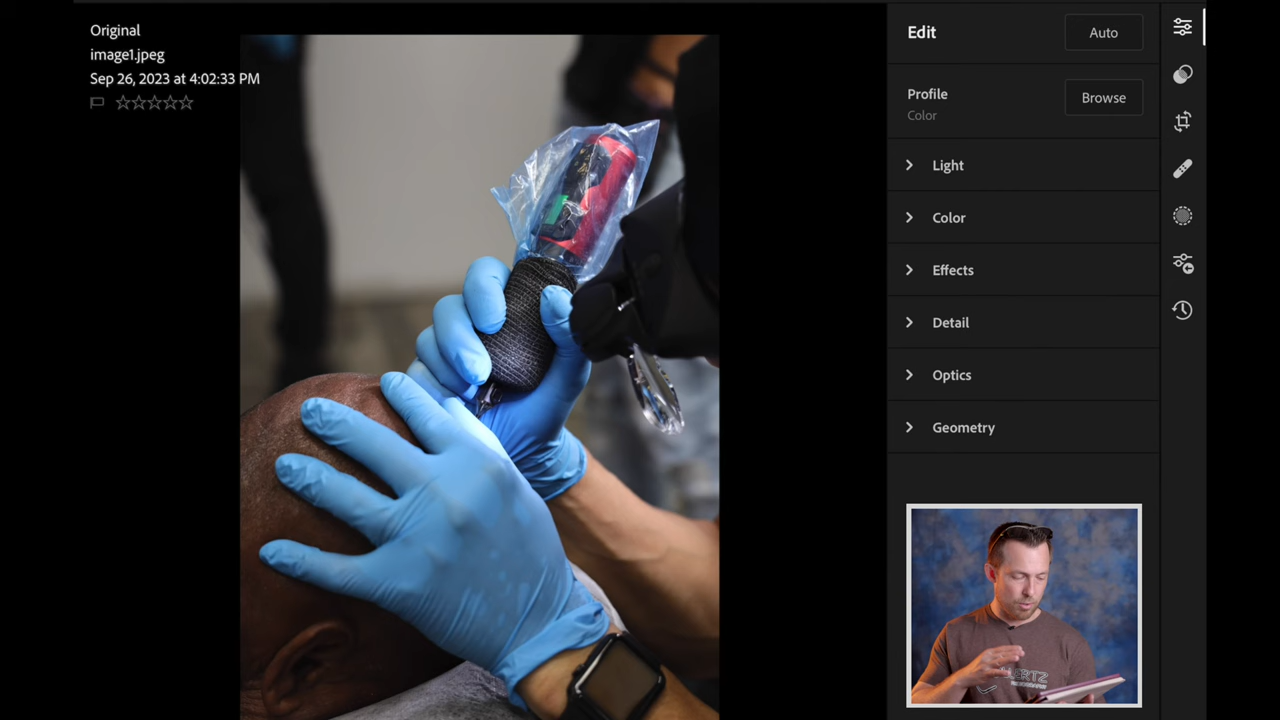 Original
image1.jpeg
Sep 26, 2023 at 4:02:33 PM
Edit
Auto
Profile
Color
Browse
Light
Color
Effects
Detail
Optics
Geometry